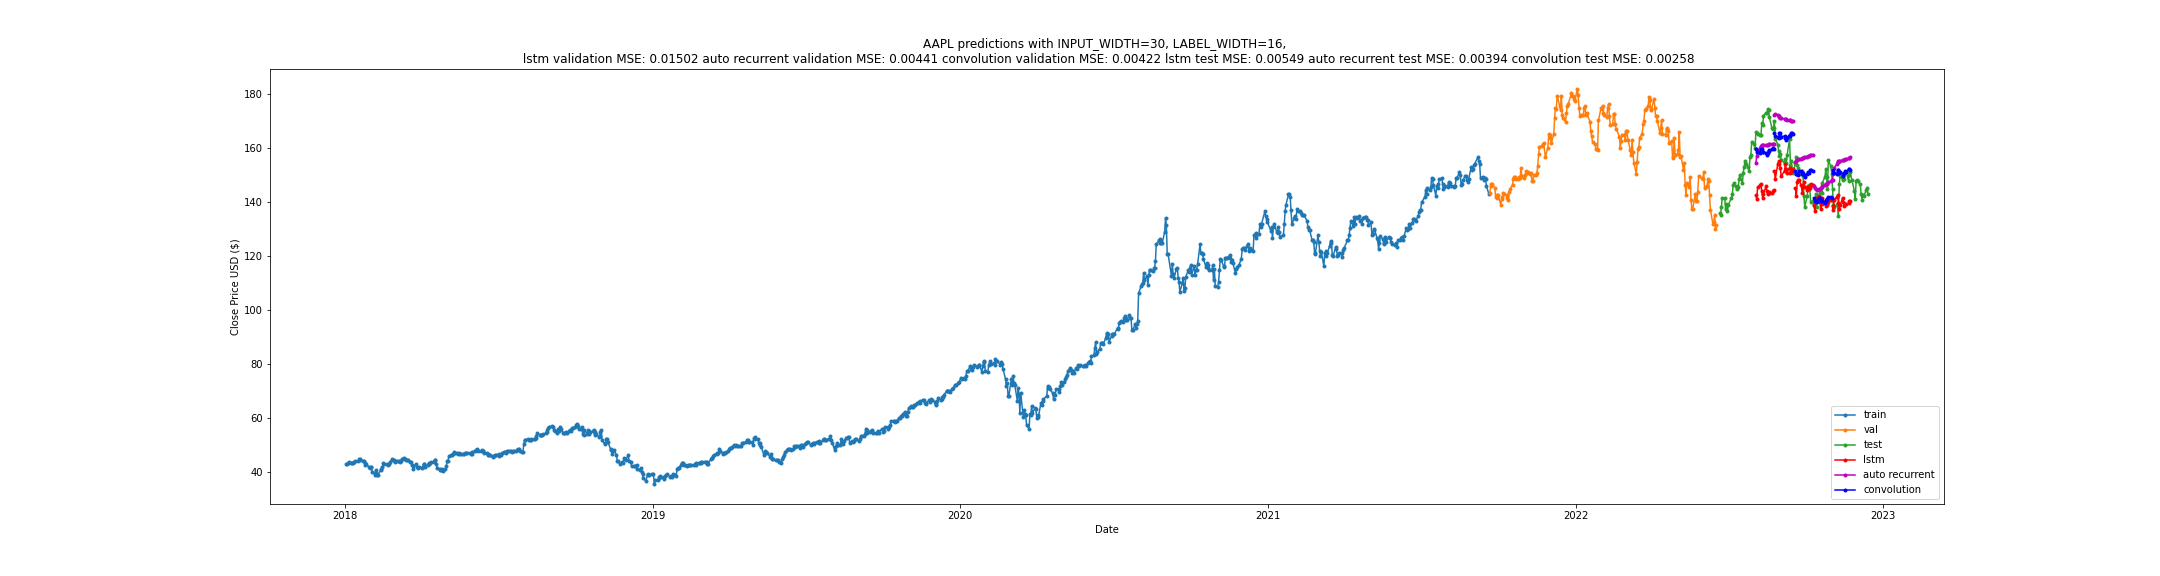 AAPL predictions with INPUT_WIDTH=30, LABEL_WIDTH=16,
lstm validation MSE: 0.01502 auto recurrent validation MSE: 0.00441 convolution validation MSE: 0.00422 lstm test MSE: 0.00549 auto recurrent test MSE: 0.00394 convolution test MSE: 0.00258
Close Price USD ($)
180
160
140
120
100
80
60
40
2018
2019
2020
2021
2022
2023
Date
train
val
test
lstm
auto recurrent
convolution